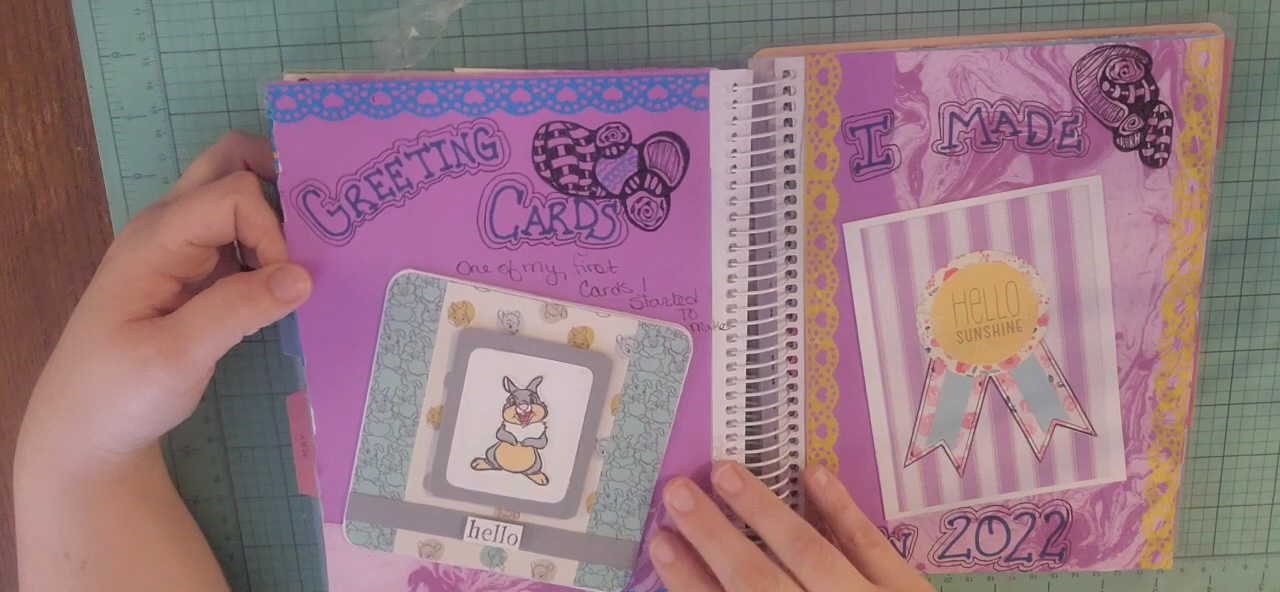 GREETING
CARDS
One of my first
Cards!
Started
TO
Make
hello
I MADE
HELLO
SUNSHINE
2022